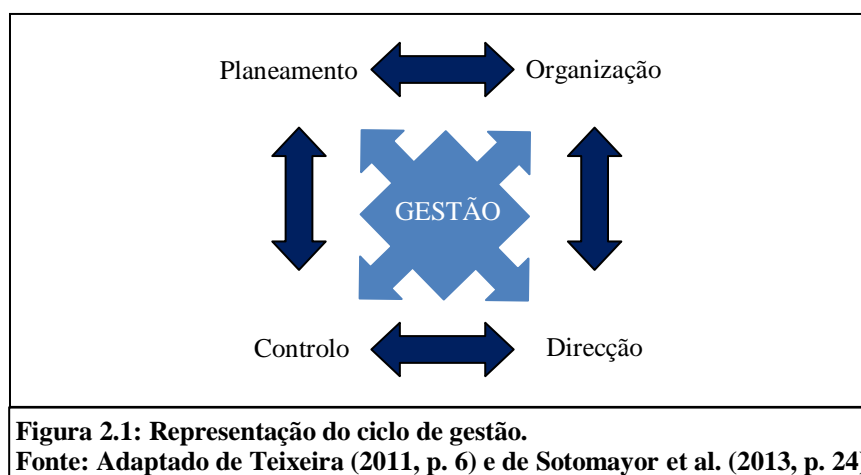 Planeamento Organização
GESTÃO
Controlo Direcção
Figura 2.1: Representação do ciclo de gestão.
Fonte: Adaptado de Teixeira (2011, p. 6) e de Sotomayor et al. (2013, p. 24)